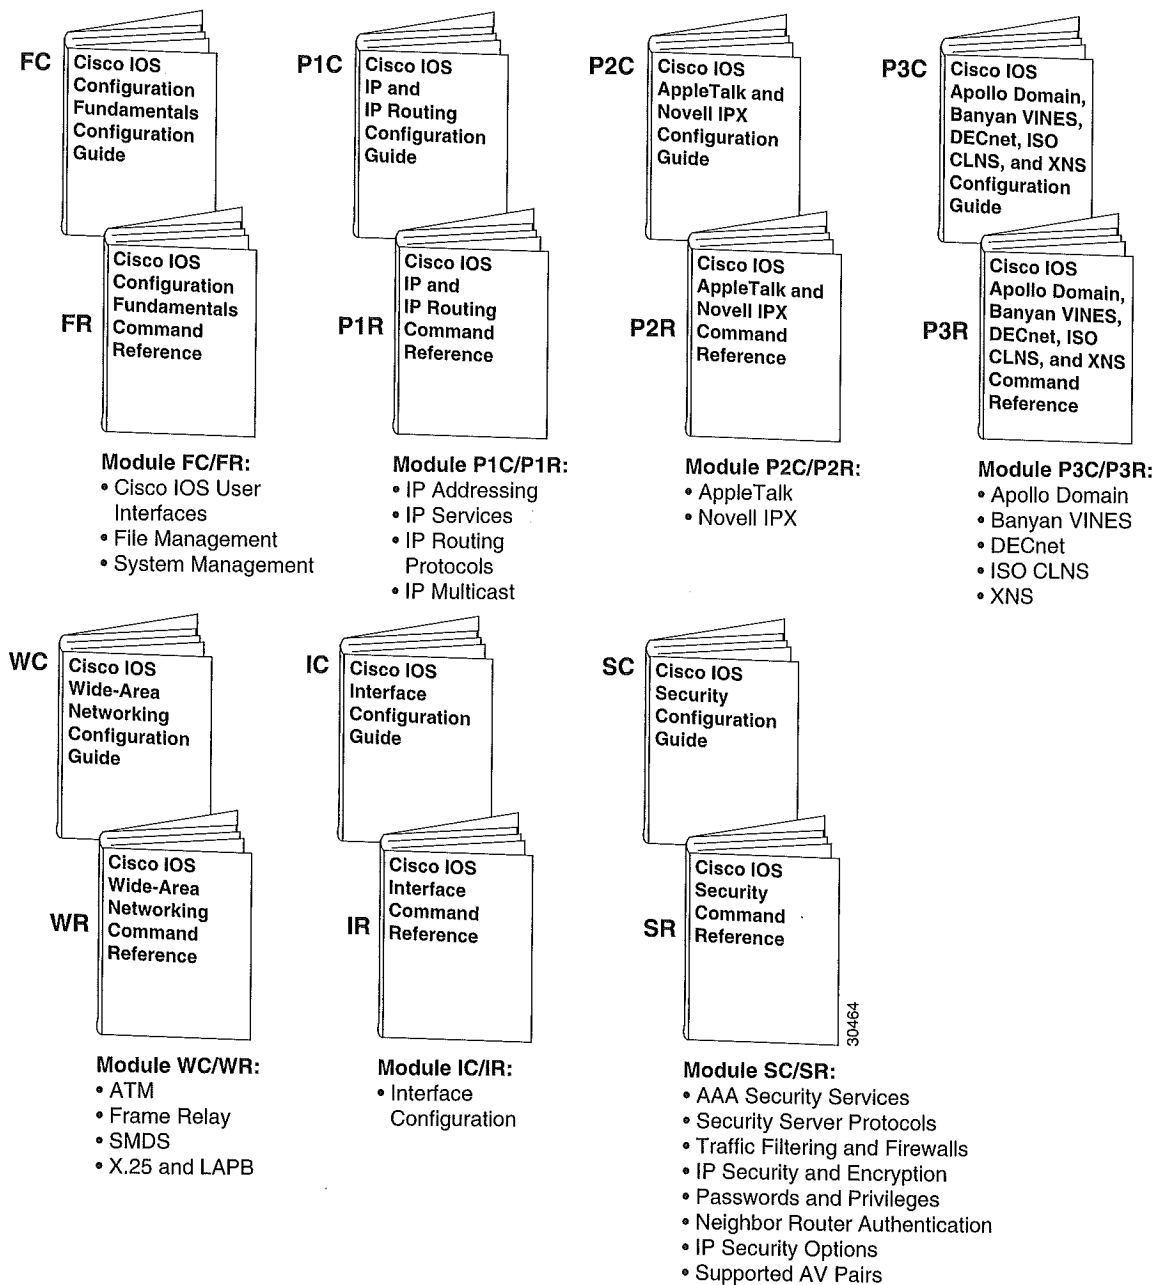 FC
Cisco IOS
Configuration
Fundamentals
Configuration
Guide
FR
Cisco IOS
Configuration
Fundamentals
Command
Reference
Module FC/FR:
• Cisco IOS User
Interfaces
• File Management
• System Management
P1C
Cisco IOS
IP and
IP Routing
Configuration
Guide
P1R
Cisco IOS
IP and
IP Routing
Command
Reference
Module P1C/P1R:
• IP Addressing
• IP Services
• IP Routing
Protocols
• IP Multicast
P2C
Cisco IOS
AppleTalk and
Novell IPX
Configuration
Guide
P2R
Cisco IOS
AppleTalk and
Novell IPX
Command
Reference
Module P2C/P2R:
• AppleTalk
• Novell IPX
P3C
Cisco IOS
Apollo Domain,
Banyan VINES,
DECnet, ISO
CLNS, and XNS
Configuration
Guide
P3R
Cisco IOS
Apollo Domain,
Banyan VINES,
DECnet, ISO
CLNS, and XNS
Command
Reference
Module P3C/P3R:
• Apollo Domain
• Banyan VINES
• DECnet
• ISO CLNS
• XNS
WC
Cisco IOS
Wide-Area
Networking
Configuration
Guide
WR
Cisco IOS
Wide-Area
Networking
Command
Reference
Module WC/WR:
• ATM
• Frame Relay
• SMDS
• X.25 and LAPB
IC
Cisco IOS
Interface
Configuration
Guide
IR
Cisco IOS
Interface
Command
Reference
Module IC/IR:
• Interface
Configuration
SC
Cisco IOS
Security
Configuration
Guide
SR
Cisco IOS
Security
Command
Reference
30464
Module SC/SR:
• AAA Security Services
• Security Server Protocols
• Traffic Filtering and Firewalls
• IP Security and Encryption
• Passwords and Privileges
• Neighbor Router Authentication
• IP Security Options
• Supported AV Pairs